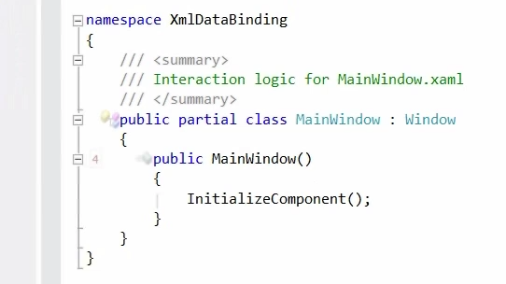 namespace XmlDataBinding
{
/// <summary>
/// Interaction logic for MainWindow.xaml
/// </summary>
public partial class MainWindow : Window
{
4 public MainWindow()
{
InitializeComponent();
}
}
}